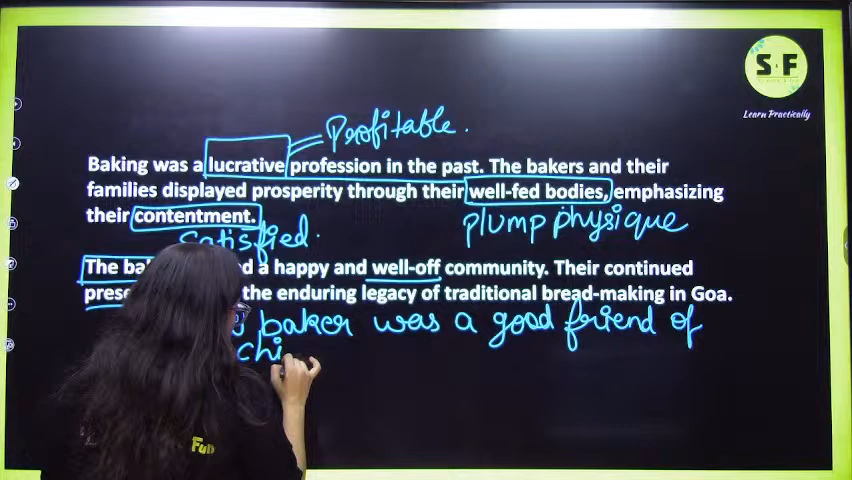 S F
Learn Practically
Profitable.
Baking was a lucrative profession in the past. The bakers and their
families displayed prosperity through their well-fed bodies, emphasizing
their contentment.
plump physique
satisfied.
The a happy and well-off community. Their continued
the enduring legacy of traditional bread-making in Goa.
baker was a good friend of
chi
Fun